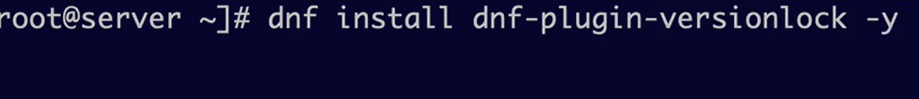 root@server ~]# dnf install dnf-plugin-versionlock -y